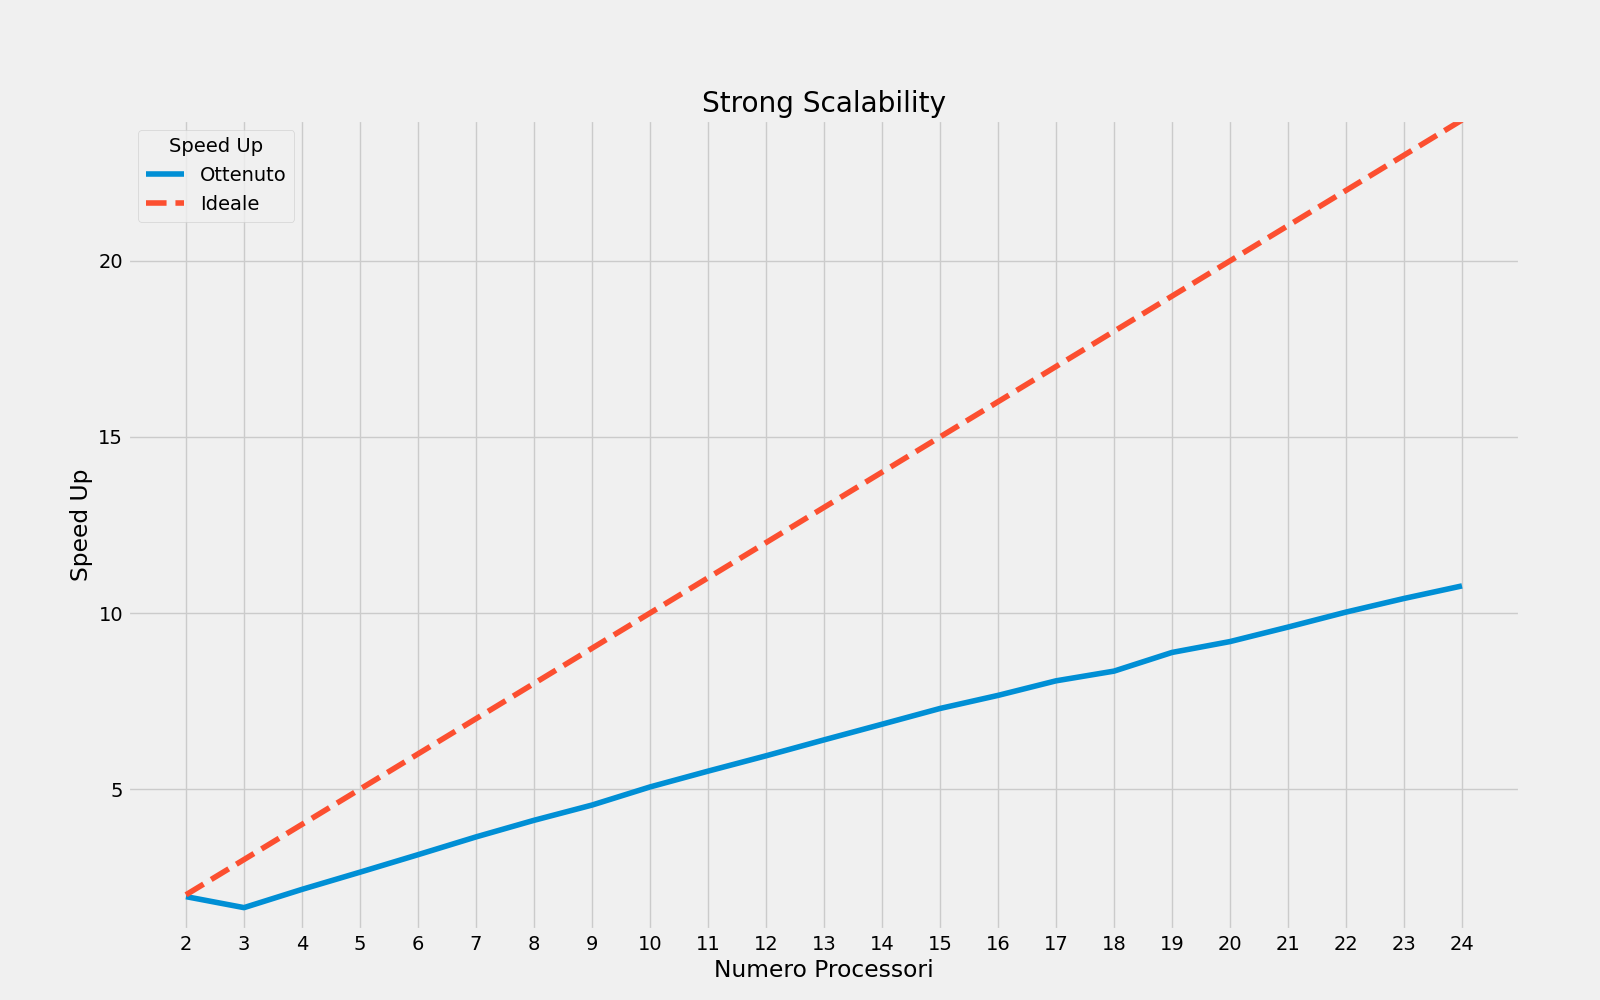 Strong Scalability
Speed Up
Ottenuto
Ideale
20
15
10
5
Speed Up
2 3 4 5 6 7 8 9 10 11 12 13 14 15 16 17 18 19 20 21 22 23 24
Numero Processori